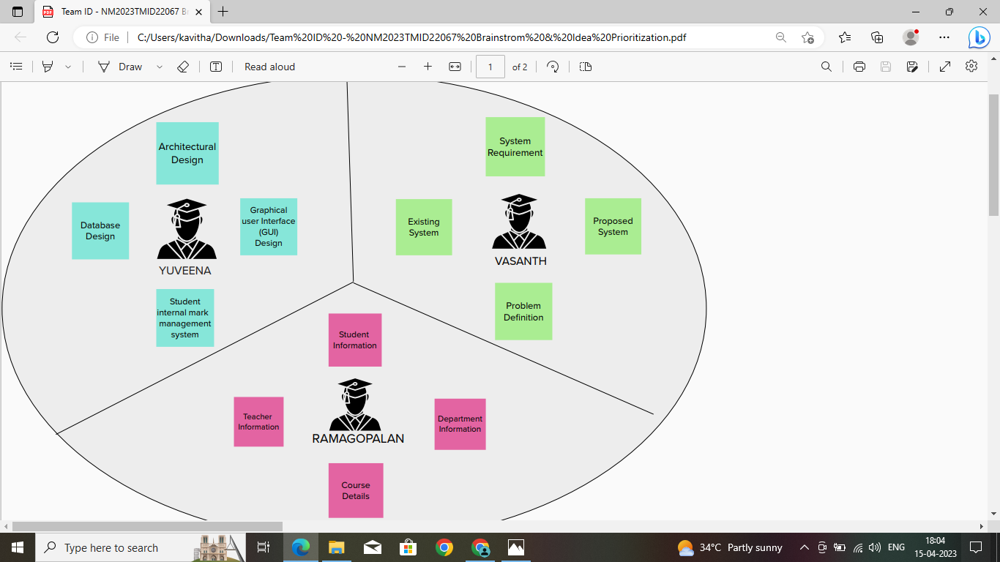 Team ID - NM2023TMID22067 Br
File
C:/Users/kavitha/Downloads/Team%20ID%20-%20NM2023TMID22067%20Brainstrom%20&%20Idea%20Prioritization.pdf
Draw
Read aloud
1
of 2
Architectural
Design
Database
Design
Graphical
user Interface
(GUI)
Design
YUVEENA
Student
internal mark
management
system
System
Requirement
Existing
System
Proposed
System
VASANTH
Problem
Definition
Student
Information
Teacher
Information
Department
Information
RAMAGOPALAN
Course
Details
Type here to search
34°C Partly sunny
ENG
18:04
15-04-2023